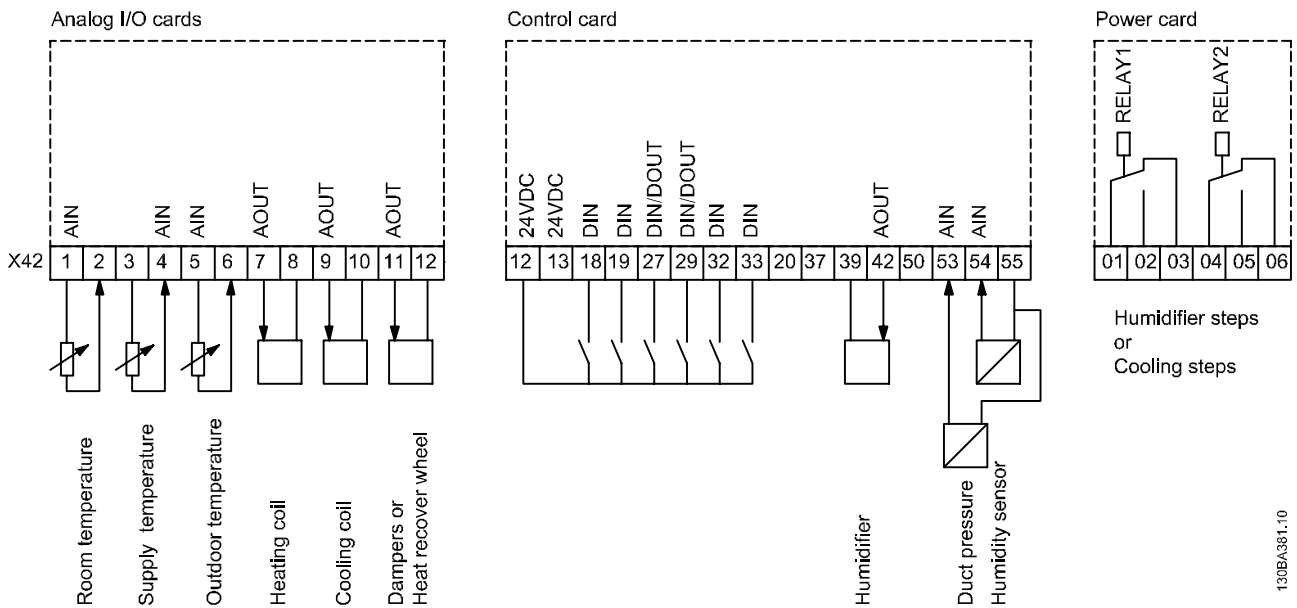 Analog I/O cards
Control card
Power card
RELAY1
RELAY2
AIN
AIN
AIN
AOUT
AOUT
AOUT
24VDC
24VDC
DIN
DIN
DIN/DOUT
DIN/DOUT
DIN
DIN
AOUT
AIN
AIN
X42 1 2 3 4 5 6 7 8 9 10 11 12
12 13 18 19 27 29 32 33 20 37 39 42 50 53 54 55
01 02 03 04 05 06
Humidifier steps
or
Cooling steps
Room temperature
Supply temperature
Outdoor temperature
Heating coil
Cooling coil
Dampers or
Heat recover wheel
Humidifier
Duct pressure
Humidity sensor
130BA381.10